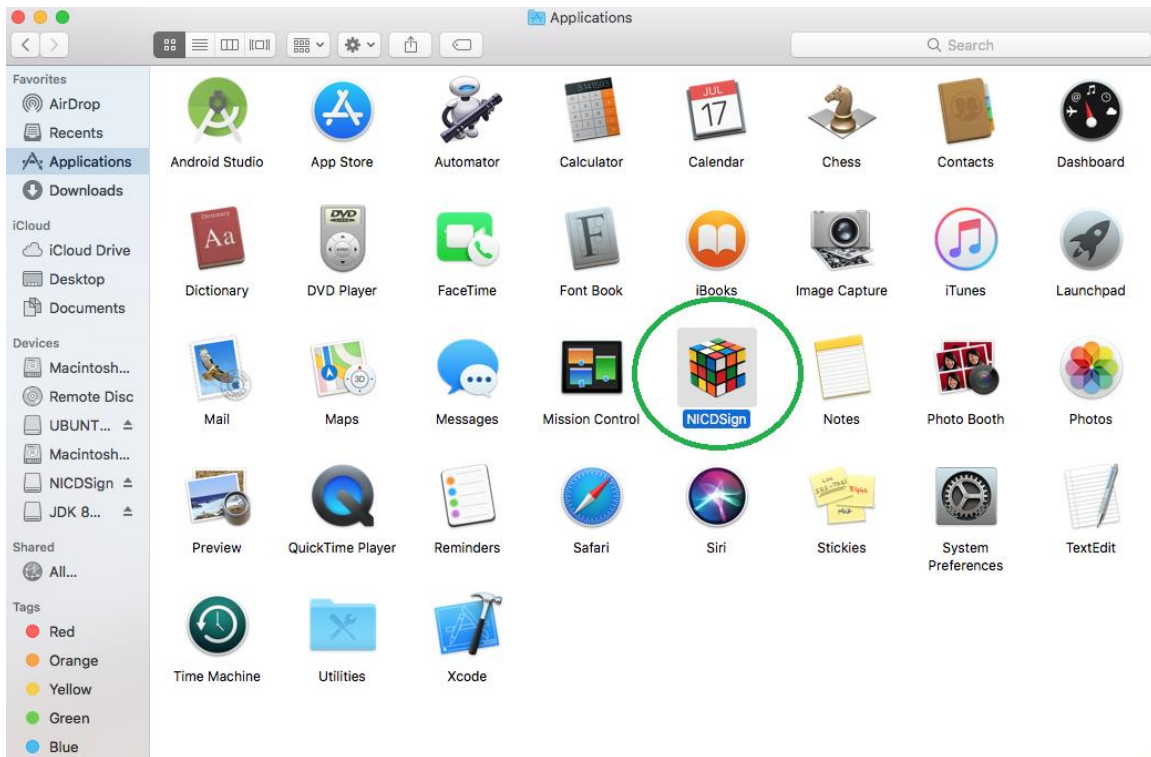 Applications
Search
Favorites
AirDrop
Recents
Applications
Downloads
iCloud
iCloud Drive
Desktop
Documents
Devices
Macintosh...
Remote Disc
UBUNT...
Macintosh...
NICDSign
JDK 8...
Shared
All...
Tags
Red
Orange
Yellow
Green
Blue
JUL
17
Android Studio App Store Automator Calculator Calendar Chess Contacts Dashboard
Dictionary
Aa
DVD
F
Dictionary DVD Player FaceTime Font Book iBooks Image Capture iTunes Launchpad
3D
Mail Maps Messages Mission Control NICDSign Notes Photo Booth Photos
Preview QuickTime Player Reminders Safari Siri Stickies System Preferences TextEdit
Time Machine Utilities Xcode